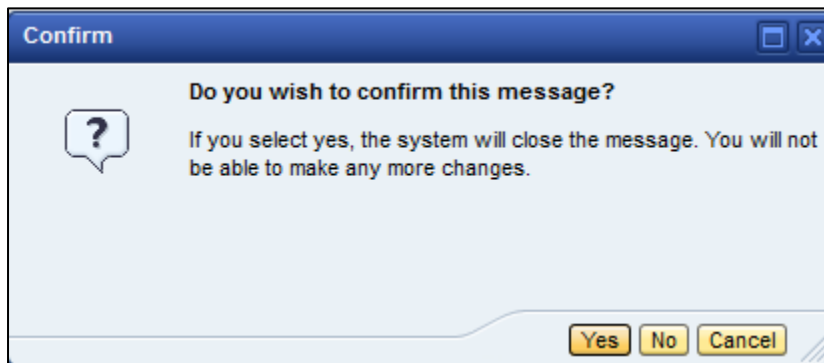 Confirm
Do you wish to confirm this message?
?
If you select yes, the system will close the message. You will not
be able to make any more changes.
Yes No Cancel